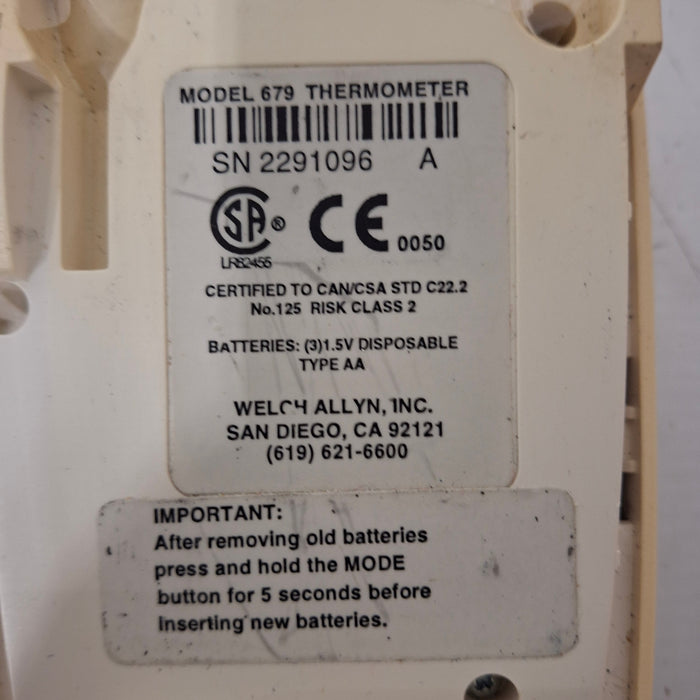 MODEL 679 THERMOMETER
SN 2291096 A
CSA® CE 0050
LR82455
CERTIFIED TO CAN/CSA STD C22.2
No.125 RISK CLASS 2
BATTERIES: (3)1.5V DISPOSABLE
TYPE AA
WELCH ALLYN, INC.
SAN DIEGO, CA 92121
(619) 621-6600
IMPORTANT:
After removing old batteries
press and hold the MODE
button for 5 seconds before
Inserting new batteries.